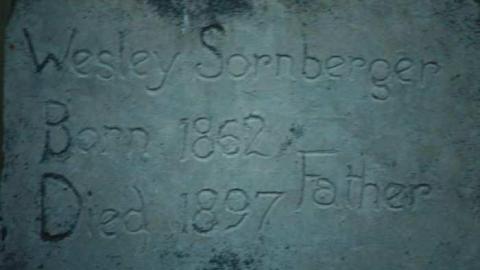 Wesley Sornberger
Born 1862
Died 1897
Father